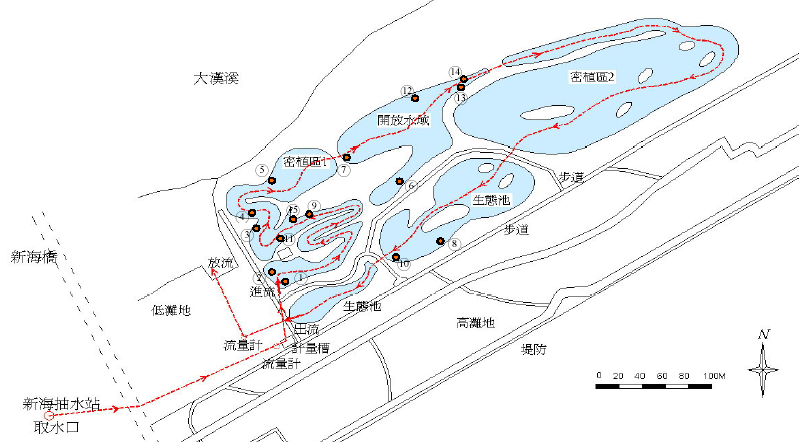 大漢溪
密植區2
14
13
12
開放水域
密植區1
5
7
6
步道
生態池
步道
4
15
9
3
11
8
10
新海橋
放流
2
1
進流
生態池
低灘地
出流
高灘地
流量計
計量槽
流量計
堤防
N
0 20 40 60 80 100M
新海抽水站
取水口